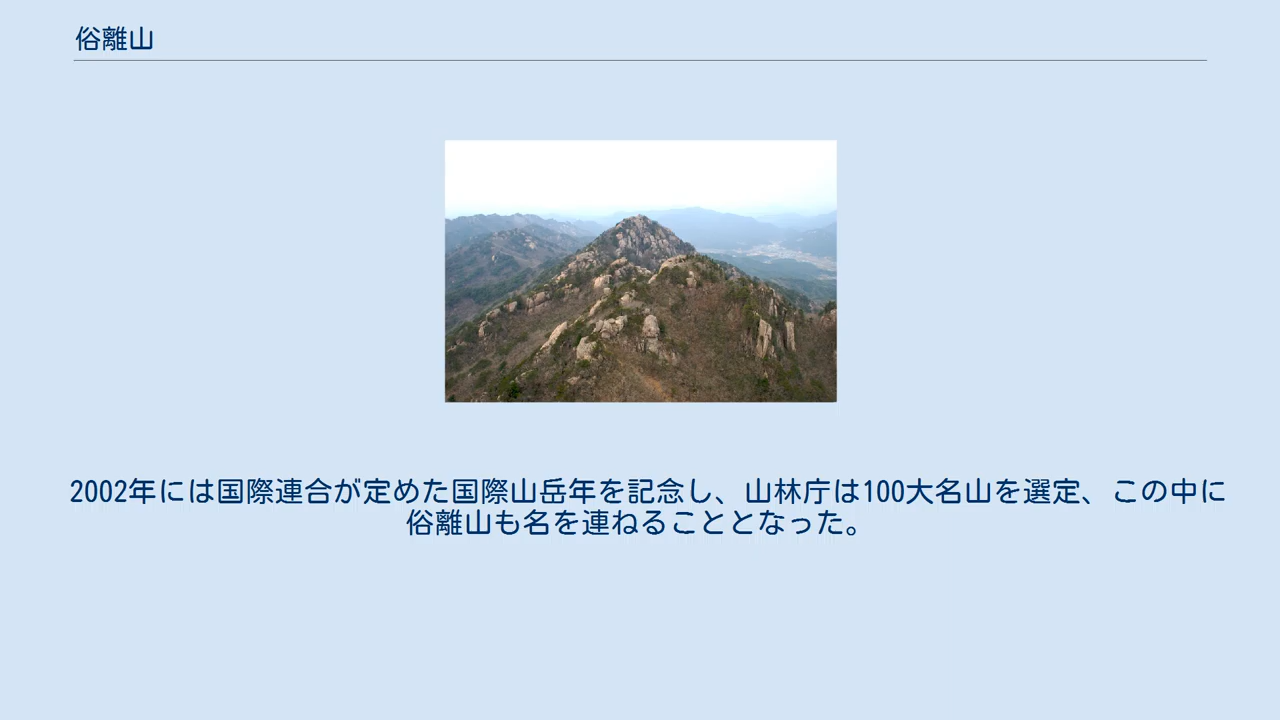 俗離山
2002年には国際連合が定めた国際山岳年を記念し、山林庁は100大名山を選定、この中に
俗離山も名を連ねることとなった。